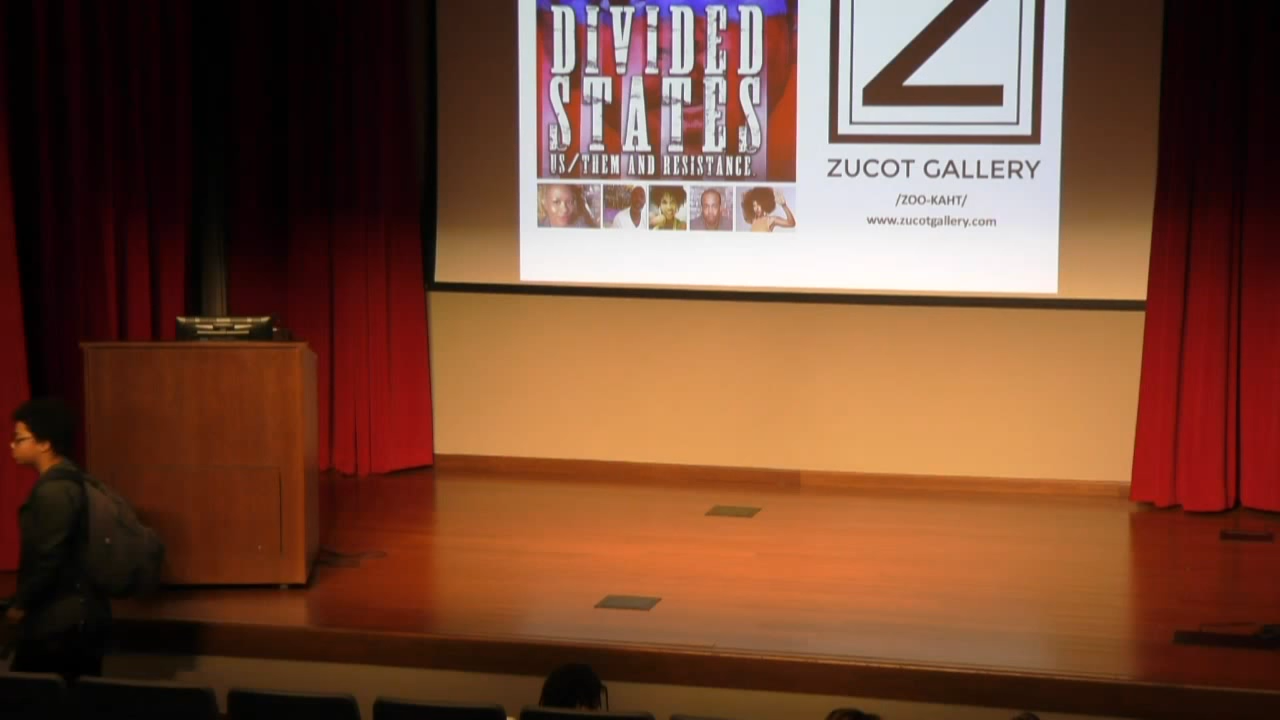 DIVIDED
STATES
US/THEM AND RESISTANCE
Z
ZUCOT GALLERY
/ZOO-KAHT/
www.zucotgallery.com